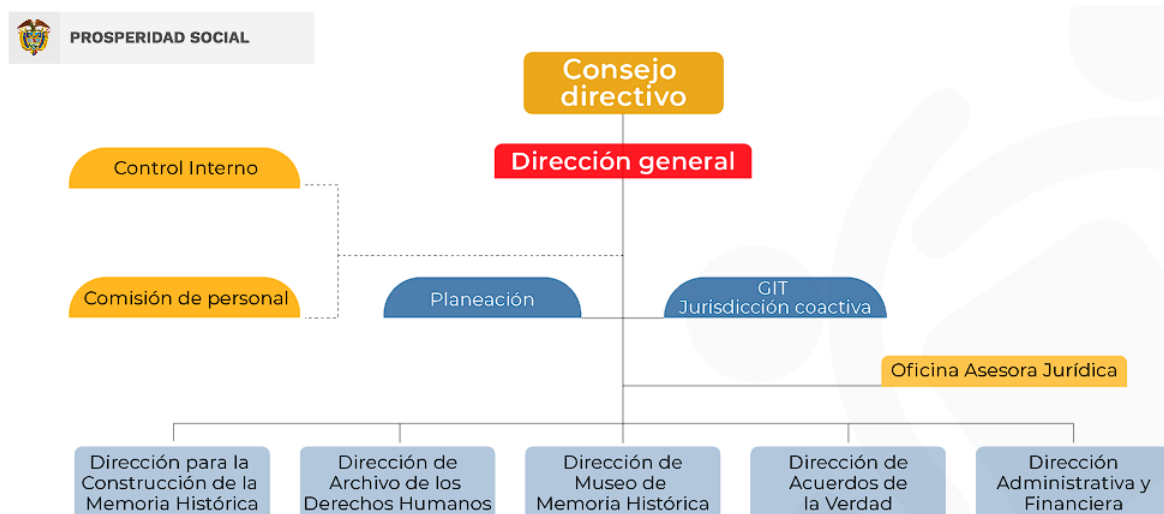 PROSPERIDAD SOCIAL
Consejo
directivo
Dirección general
Control Interno
Comisión de personal
Planeación
GIT
Jurisdicción coactiva
Oficina Asesora Jurídica
Dirección para la
Construcción de la
Memoria Histórica
Dirección de
Archivo de los
Derechos Humanos
Dirección de
Museo de
Memoria Histórica
Dirección de
Acuerdos de
la Verdad
Dirección
Administrativa y
Financiera